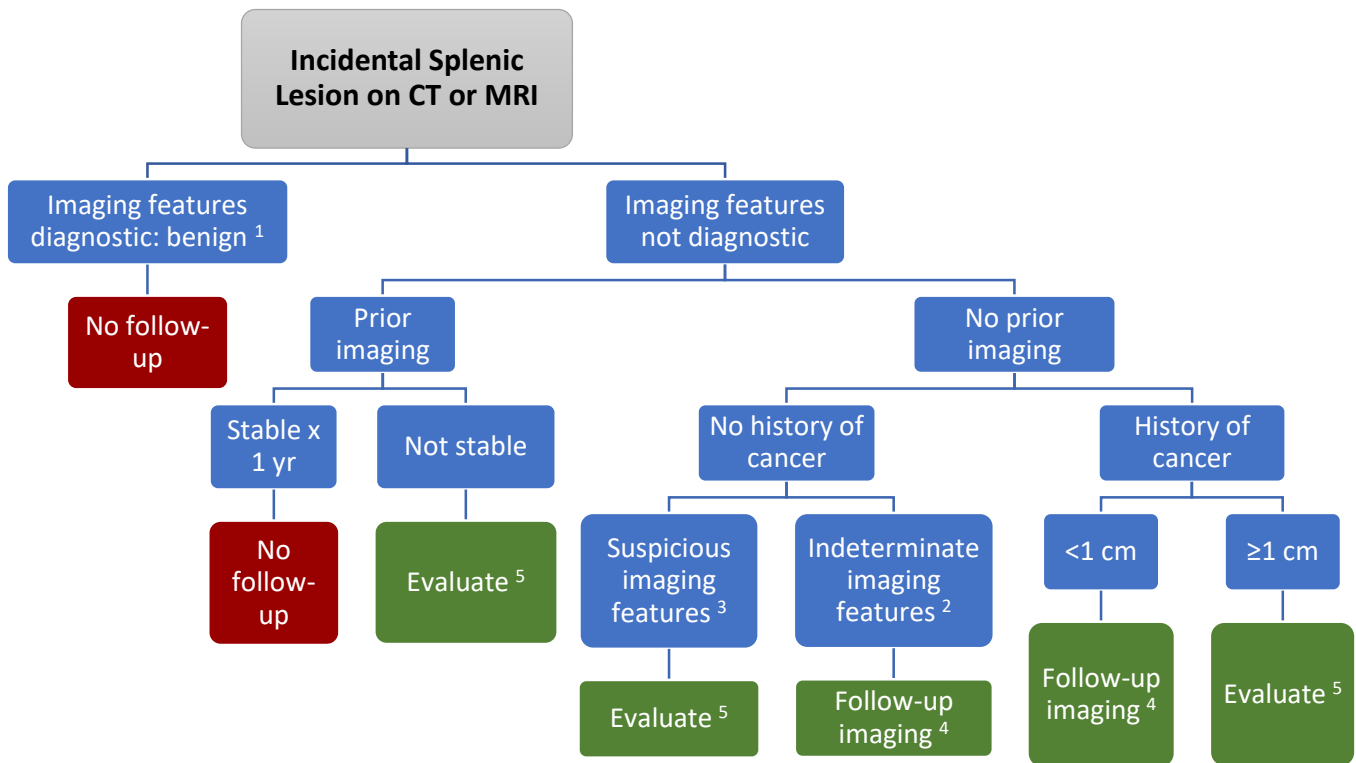 Incidental Splenic
Lesion on CT or MRI
Imaging features
diagnostic: benign 1
Imaging features
not diagnostic
No follow-
up
Prior
imaging
No prior
imaging
Stable x
1 yr
Not stable
No history of
cancer
History of
cancer
No
follow-
up
Evaluate 5
Suspicious
imaging
features 3
Indeterminate
imaging
features 2
<1 cm
≥1 cm
Evaluate 5
Follow-up
imaging 4
Follow-up
imaging 4
Evaluate 5